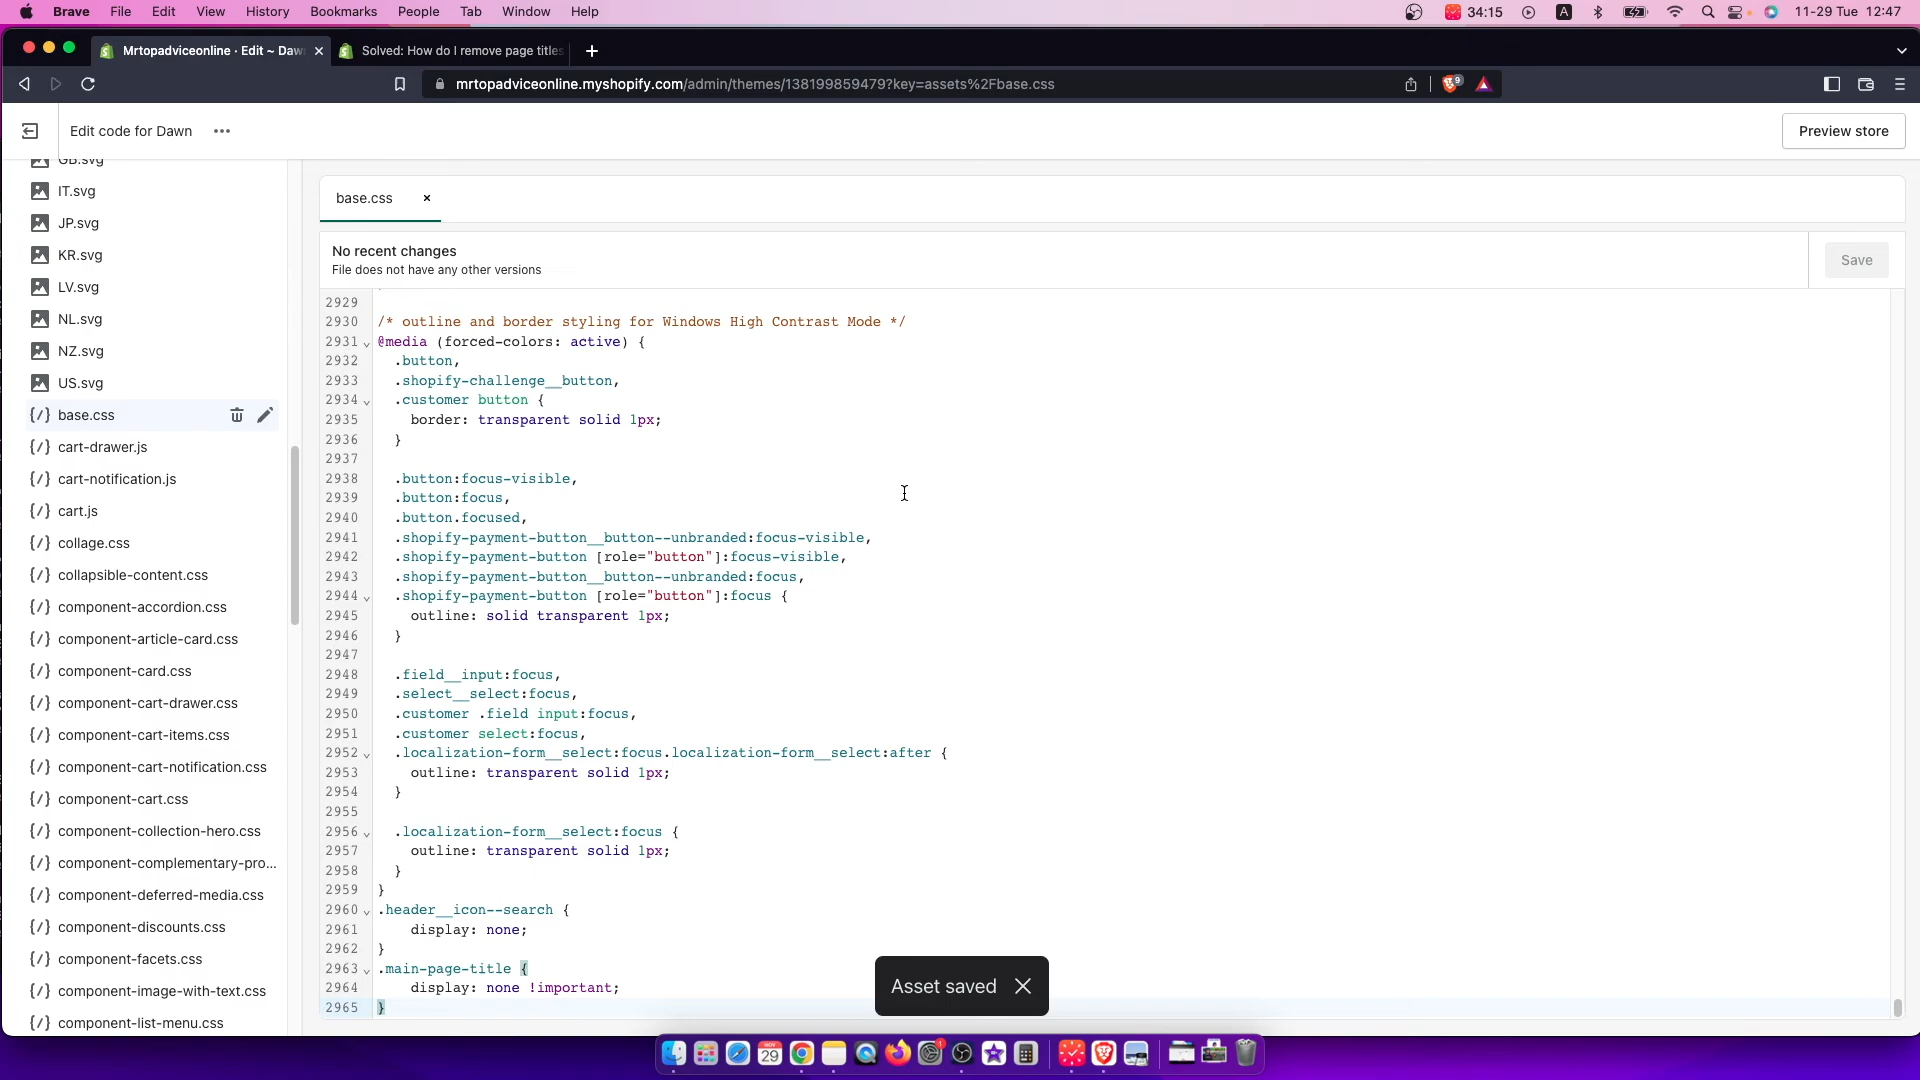 Brave File Edit View History Bookmarks People Tab Window Help 34:15 A 11-29 Tue 12:47
Mrtopadviceonline · Edit ~ Daw × Solved: How do I remove page titles +
mrtopadviceonline.myshopify.com/admin/themes/138199859479?key=assets%2Fbase.css 9
Edit code for Dawn ••• Preview store
GB.svg
IT.svg
JP.svg
KR.svg
LV.svg
NL.svg
NZ.svg
US.svg
{/} base.css
{/} cart-drawer.js
{/} cart-notification.js
{/} cart.js
{/} collage.css
{/} collapsible-content.css
{/} component-accordion.css
{/} component-article-card.css
{/} component-card.css
{/} component-cart-drawer.css
{/} component-cart-items.css
{/} component-cart-notification.css
{/} component-cart.css
{/} component-collection-hero.css
{/} component-complementary-pro...
{/} component-deferred-media.css
{/} component-discounts.css
{/} component-facets.css
{/} component-image-with-text.css
{/} component-list-menu.css
base.css ×
No recent changes
File does not have any other versions
Save
2929
2930 /* outline and border styling for Windows High Contrast Mode */
2931 @media (forced-colors: active) {
2932 .button,
2933 .shopify-challenge__button,
2934 .customer button {
2935 border: transparent solid 1px;
2936 }
2937
2938 .button:focus-visible,
2939 .button:focus,
2940 .button.focused,
2941 .shopify-payment-button__button--unbranded:focus-visible,
2942 .shopify-payment-button [role="button"]:focus-visible,
2943 .shopify-payment-button__button--unbranded:focus,
2944 .shopify-payment-button [role="button"]:focus {
2945 outline: solid transparent 1px;
2946 }
2947
2948 .field__input:focus,
2949 .select__select:focus,
2950 .customer .field input:focus,
2951 .customer select:focus,
2952 .localization-form__select:focus.localization-form__select:after {
2953 outline: transparent solid 1px;
2954 }
2955
2956 .localization-form__select:focus {
2957 outline: transparent solid 1px;
2958 }
2959 }
2960 .header__icon--search {
2961 display: none;
2962 }
2963 .main-page-title {
2964 display: none !important;
2965 }
Asset saved ×
NOV
29
1